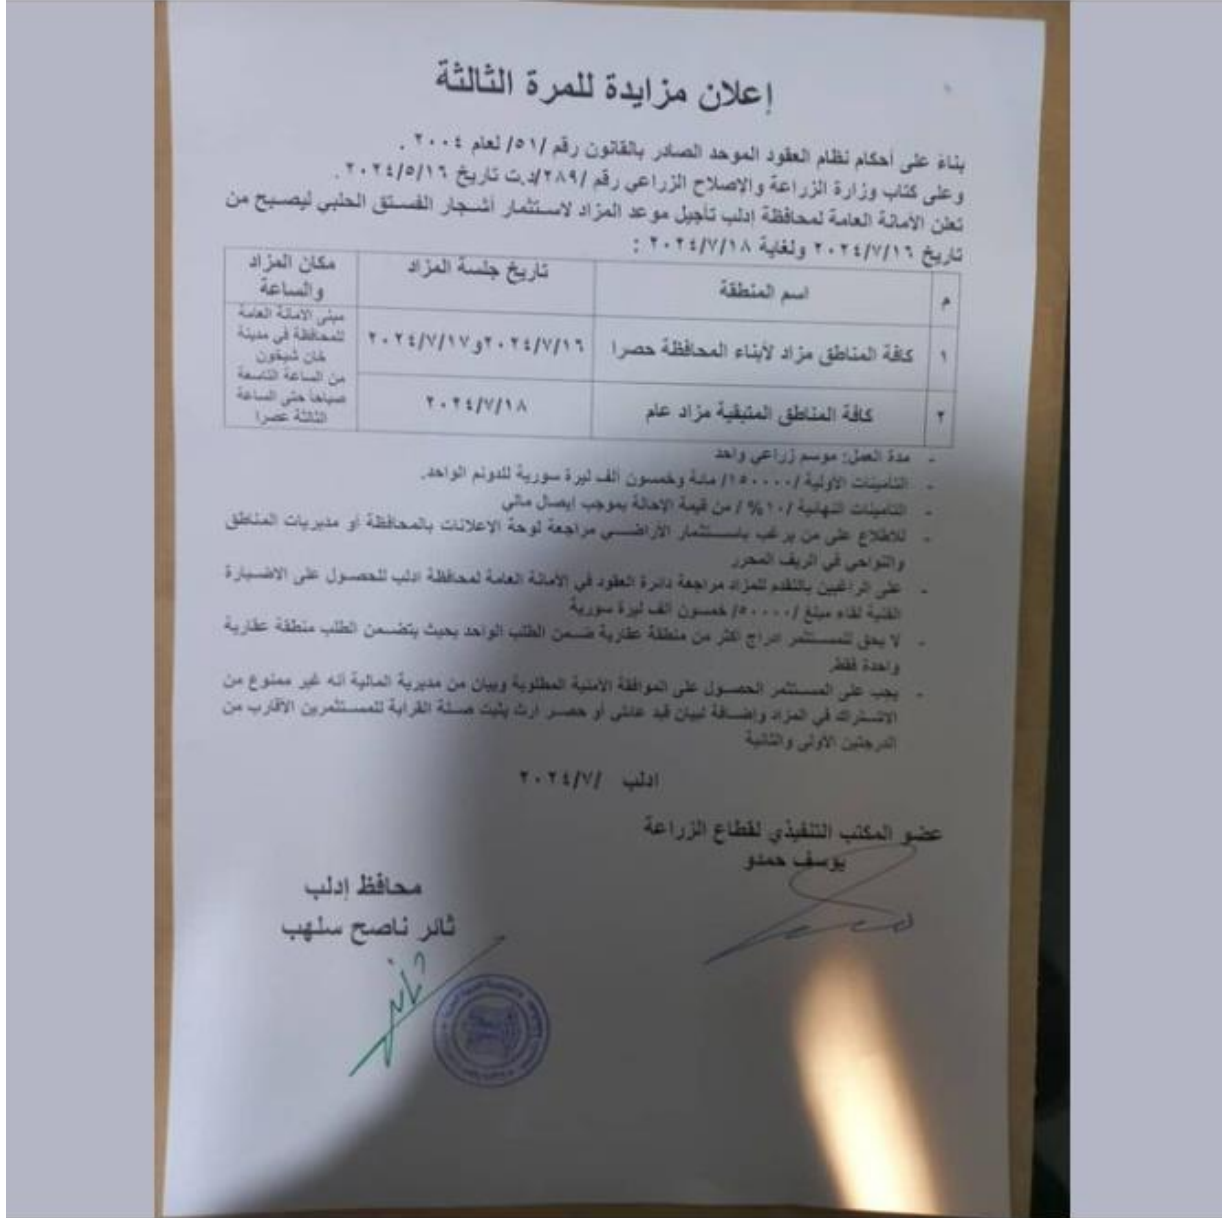 إعلان مزايدة للمرة الثالثة
بناءً على أحكام نظام العقود الموحد الصادر بالقانون رقم /٥١/ لعام ٢٠٠٤ .
وعلى كتاب وزارة الزراعة والاصلاح الزراعي رقم /٢٨٩/د.ت تاريخ ٢٠٢٤/٥/١٦ .
تعلن الأمانة العامة لمحافظة إدلب تأجيل موعد المزاد لاستثمار أشجار الفستق الحلبي ليصبح من
تاريخ ٢٠٢٤/٧/١٦ ولغاية ٢٠٢٤/٧/١٨ :
م
اسم المنطقة
تاريخ جلسة المزاد
مكان المزاد
والساعة
١
كافة المناطق مزاد لأبناء المحافظة حصرا
٢٠٢٤/٧/١٦و٢٠٢٤/٧/١٧
مبنى الامانة العامة
للمحافظة في مدينة
خان شيخون
من الساعة التاسعة
صباحا حتى الساعة
الثالثة عصرا
٢
كافة المناطق المتبقية مزاد عام
٢٠٢٤/٧/١٨
- مدة العمل: موسم زراعي واحد
- التأمينات الأولية /١٥٠٠٠٠/ مائة وخمسون ألف ليرة سورية للدونم الواحد.
- التأمينات النهائية /١٠% / من قيمة الإحالة بموجب إيصال مالي
- للاطلاع على من يرغب باستثمار الأراضي مراجعة لوحة الاعلانات بالمحافظة أو مديريات المناطق
والنواحي في الريف المحرر
- على الراغبين بالتقدم للمزاد مراجعة دائرة العقود في الأمانة العامة لمحافظة ادلب للحصول على الاضبارة
الفنية لقاء مبلغ /٥٠٠٠٠/ خمسون ألف ليرة سورية
- لا يحق للمستثمر ادراج اكثر من منطقة عقارية ضمن الطلب الواحد بحيث يتضمن الطلب منطقة عقارية
واحدة فقط.
- يجب على المستثمر الحصول على الموافقة الأمنية المطلوبة وبيان من مديرية المالية أنه غير ممنوع من
الاشتراك في المزاد وإضافة لبيان قيد عائلي أو حصر ارث يثبت صلة القرابة للمستثمرين الأقارب من
الدرجتين الأولى والثانية
ادلب / ٢٠٢٤/٧
عضو المكتب التنفيذي لقطاع الزراعة
يوسف حمدو
محافظ إدلب
ثائر ناصح سلهب